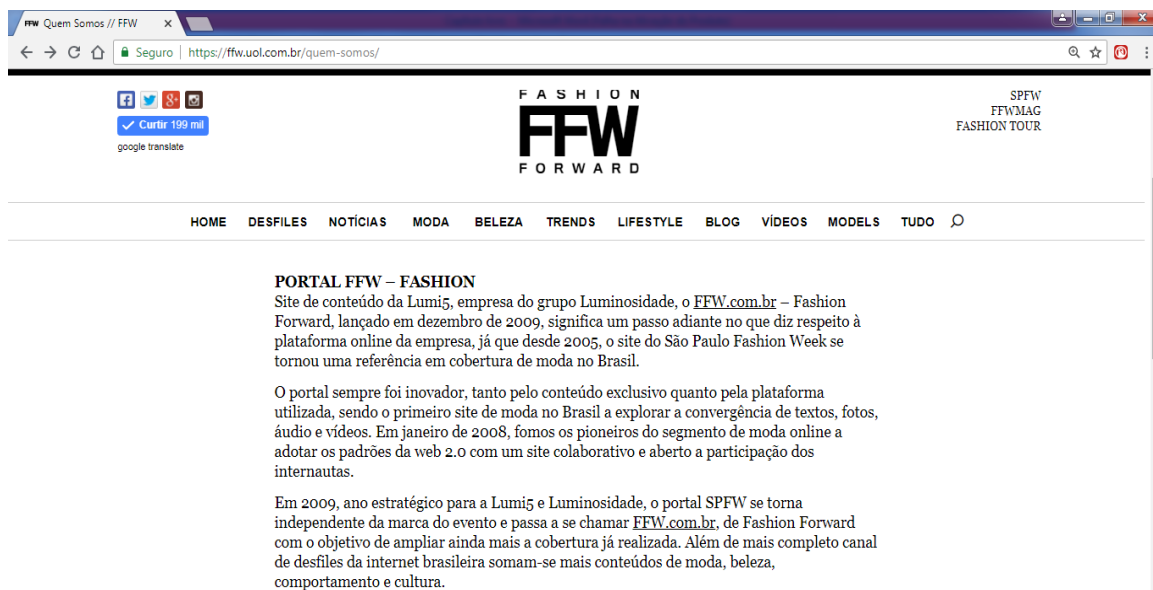 FFW Quem Somos // FFW
Seguro
https://ffw.uol.com.br/quem-somos/
Curtir 199 mil
google translate
FASHION
FFW
FORWARD
SPFW
FFWMAG
FASHION TOUR
HOME DESFILES NOTÍCIAS MODA BELEZA TRENDS LIFESTYLE BLOG VÍDEOS MODELS TUDO
PORTAL FFW – FASHION
Site de conteúdo da Lumi5, empresa do grupo Luminosidade, o FFW.com.br – Fashion
Forward, lançado em dezembro de 2009, significa um passo adiante no que diz respeito à
plataforma online da empresa, já que desde 2005, o site do São Paulo Fashion Week se
tornou uma referência em cobertura de moda no Brasil.
O portal sempre foi inovador, tanto pelo conteúdo exclusivo quanto pela plataforma
utilizada, sendo o primeiro site de moda no Brasil a explorar a convergência de textos, fotos,
áudio e vídeos. Em janeiro de 2008, fomos os pioneiros do segmento de moda online a
adotar os padrões da web 2.0 com um site colaborativo e aberto a participação dos
internautas.
Em 2009, ano estratégico para a Lumi5 e Luminosidade, o portal SPFW se torna
independente da marca do evento e passa a se chamar FFW.com.br, de Fashion Forward
com o objetivo de ampliar ainda mais a cobertura já realizada. Além de mais completo canal
de desfiles da internet brasileira somam-se mais conteúdos de moda, beleza,
comportamento e cultura.